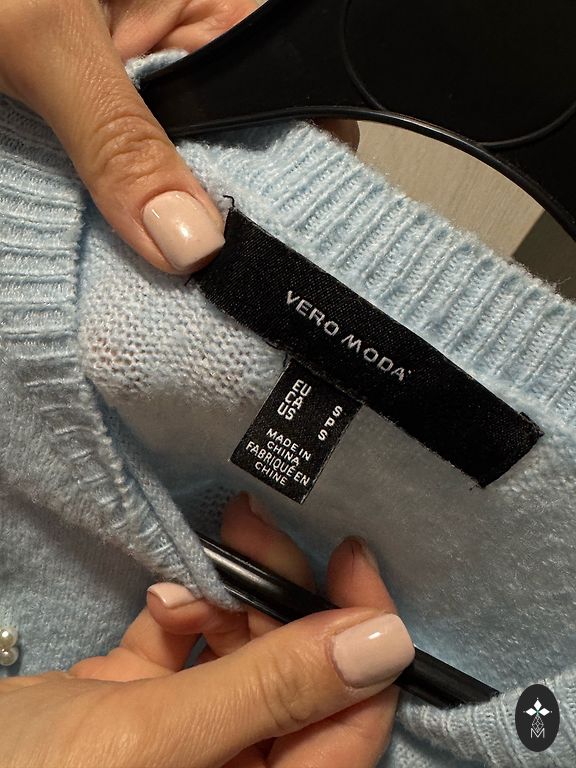 VERO MODA
EU S
CA P
US S
MADE IN
CHINA
FABRIQUÉ EN
CHINE
M